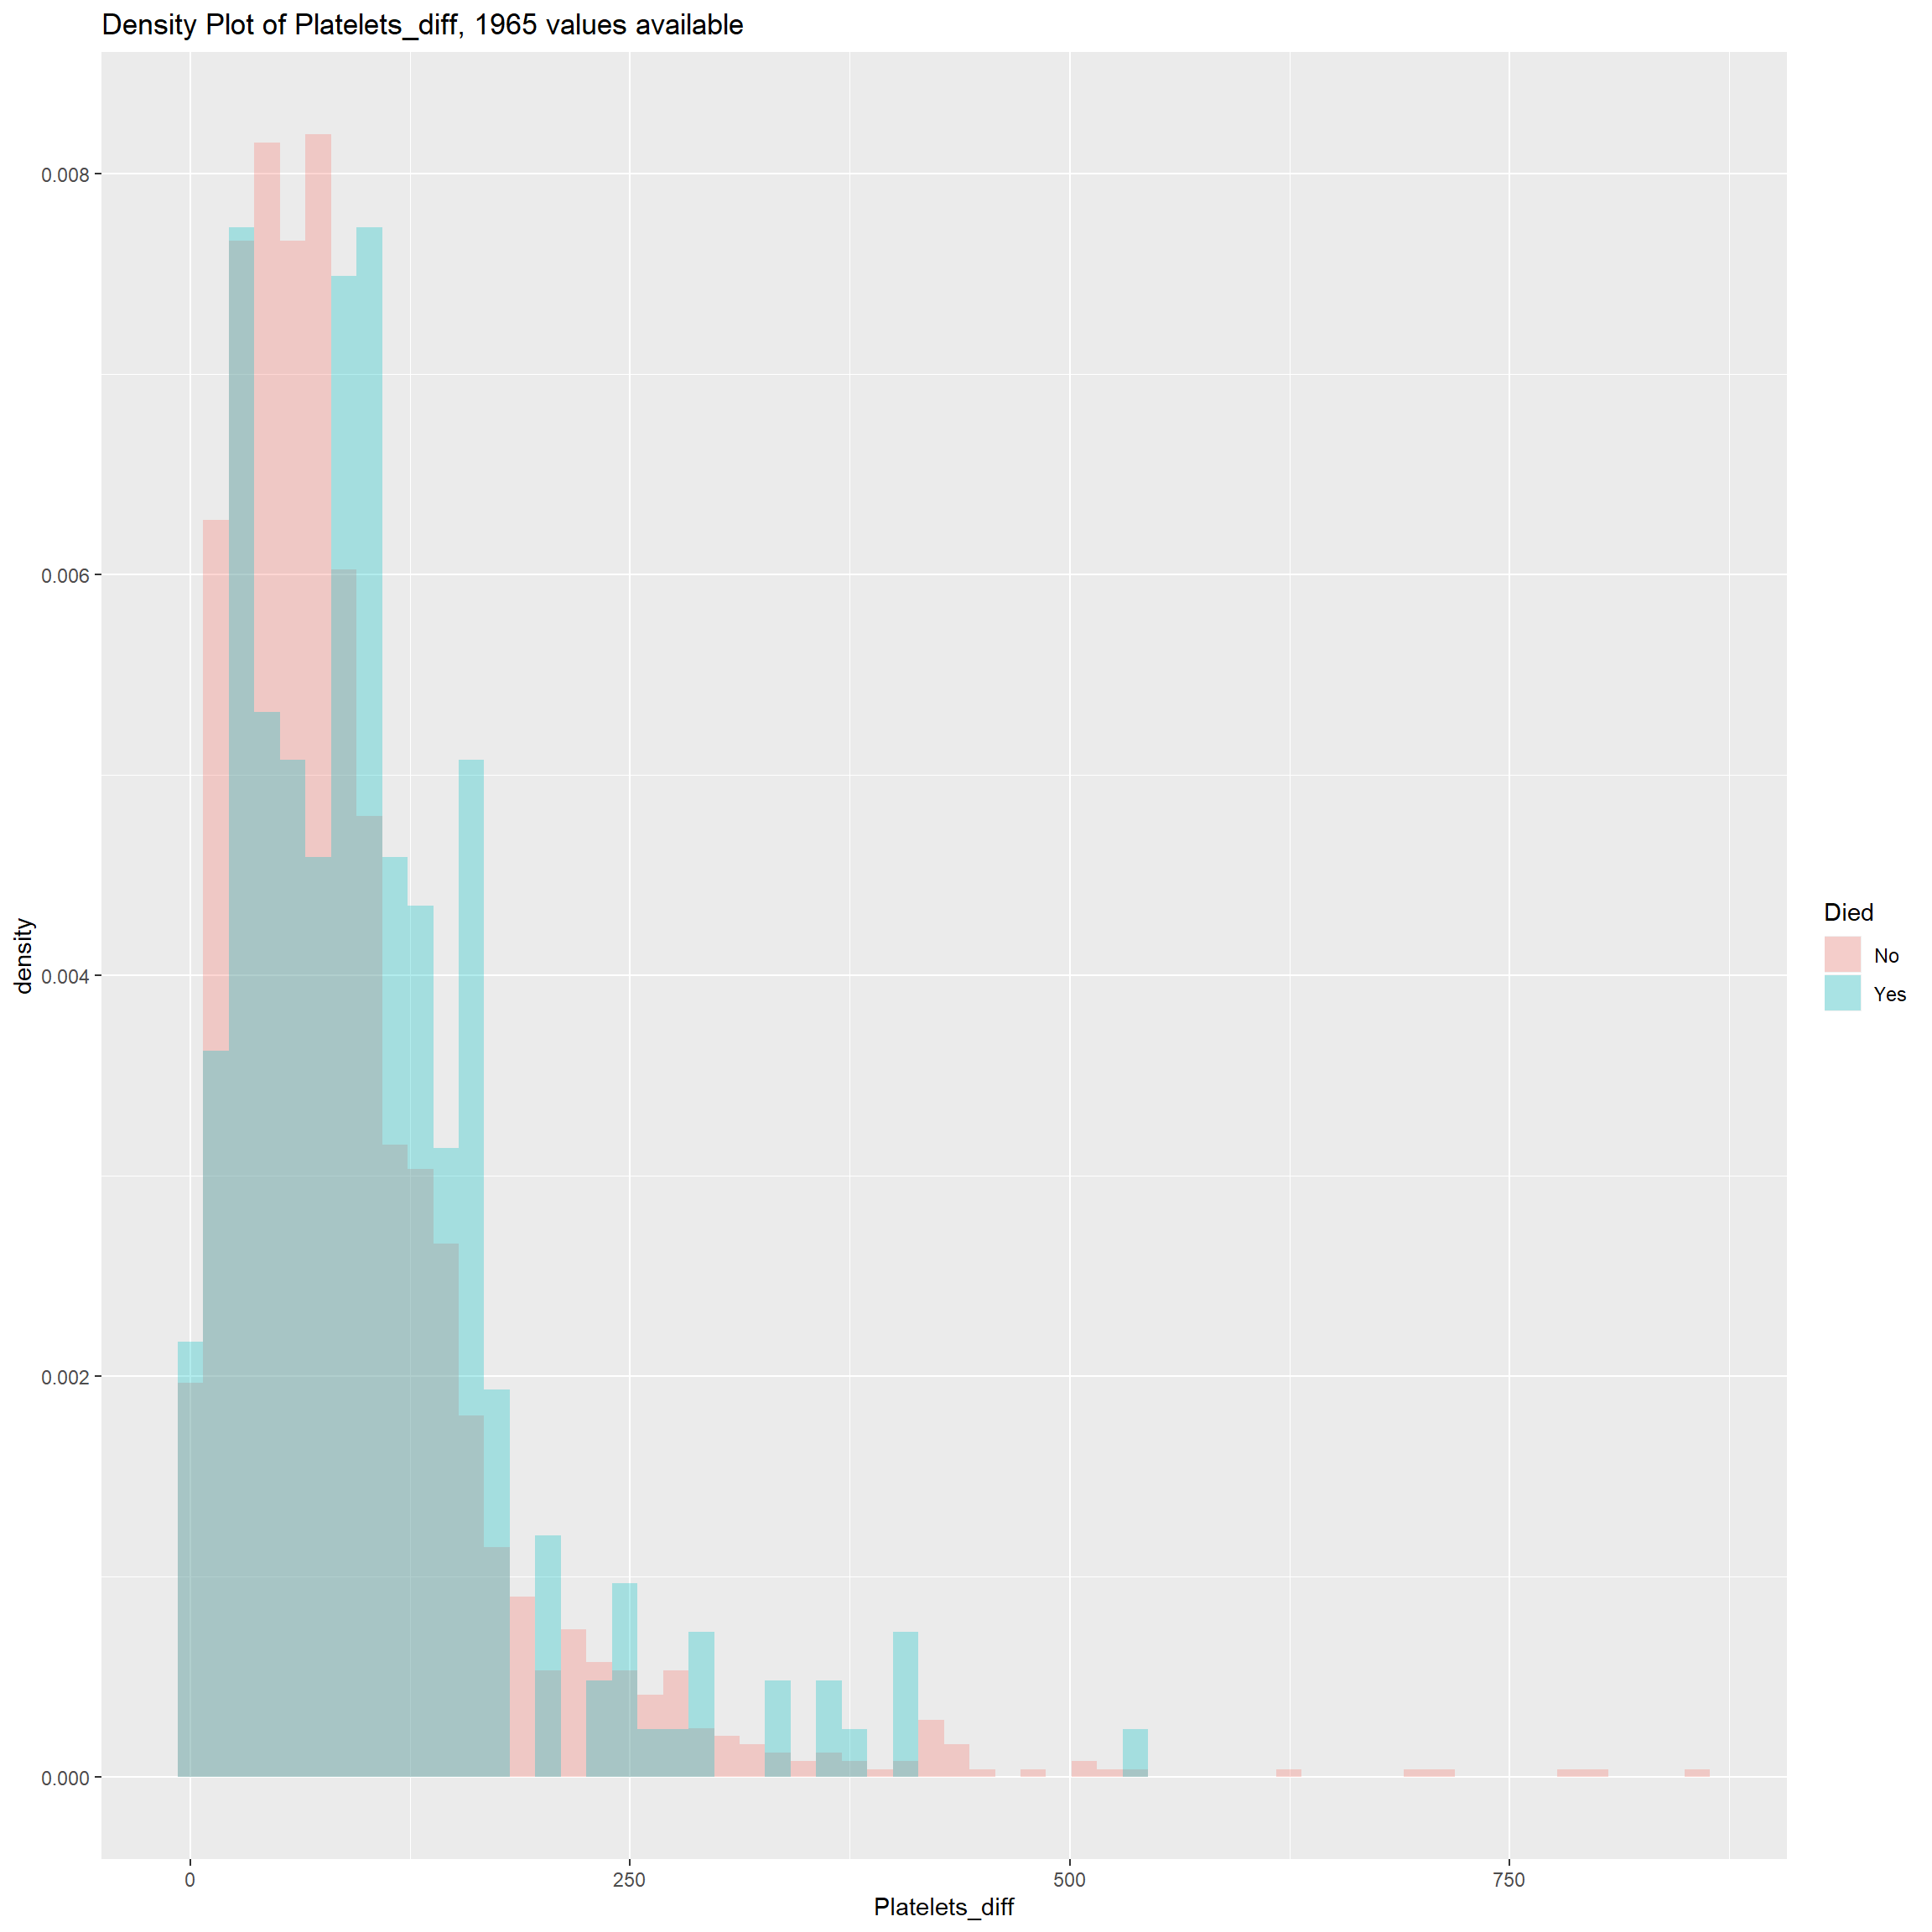 Density Plot of Platelets_diff, 1965 values available
0.008
0.006
0.004
0.002
0.000
density
0
250
500
750
Platelets_diff
Died
No
Yes